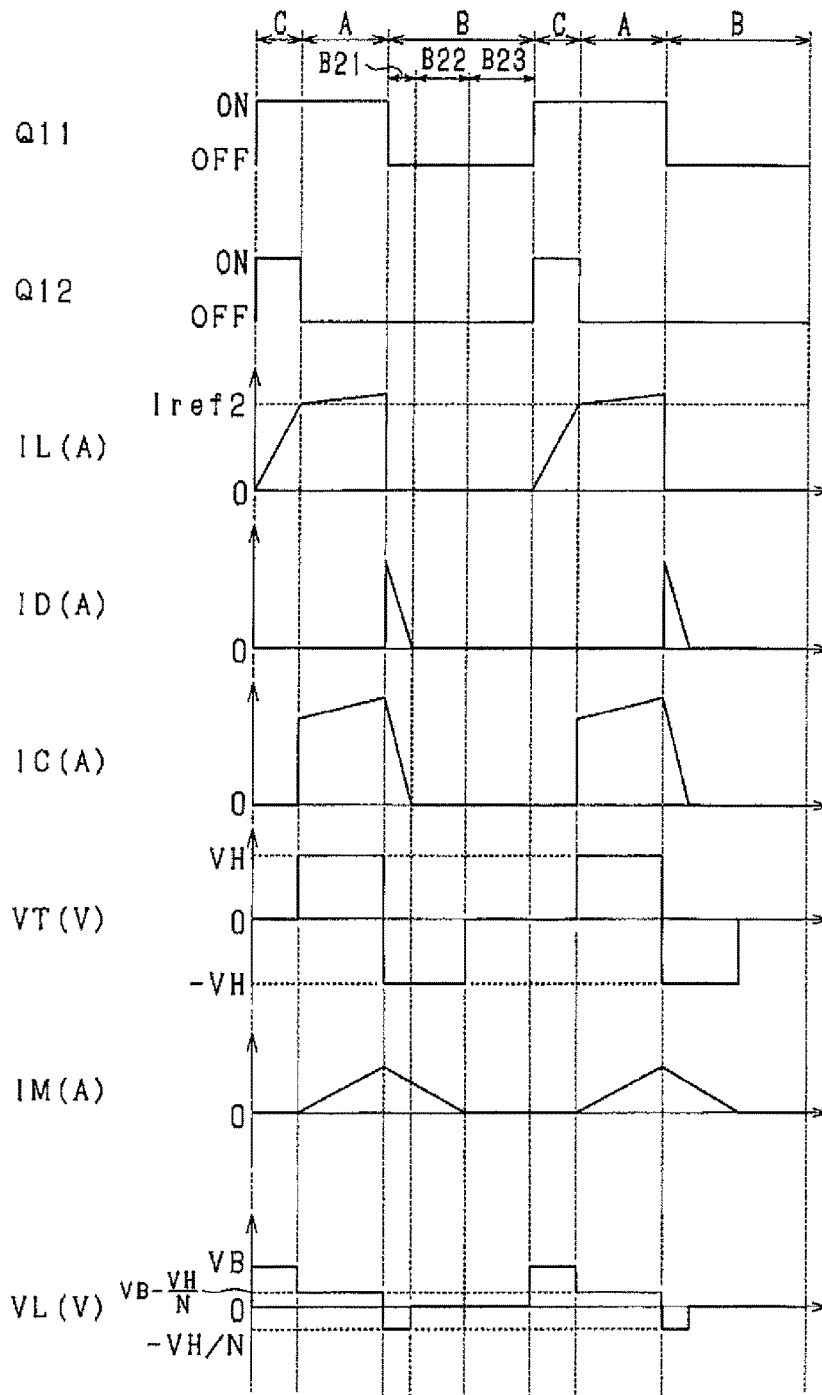 C A B C A B
B21 B22 B23
ON
Q11
OFF
ON
Q12
OFF
Iref2
IL(A)
0
ID(A)
0
IC(A)
0
VH
VT(V)
0
-VH
IM(A)
0
VB
VB-VH/N
VL(V)
0
-VH/N